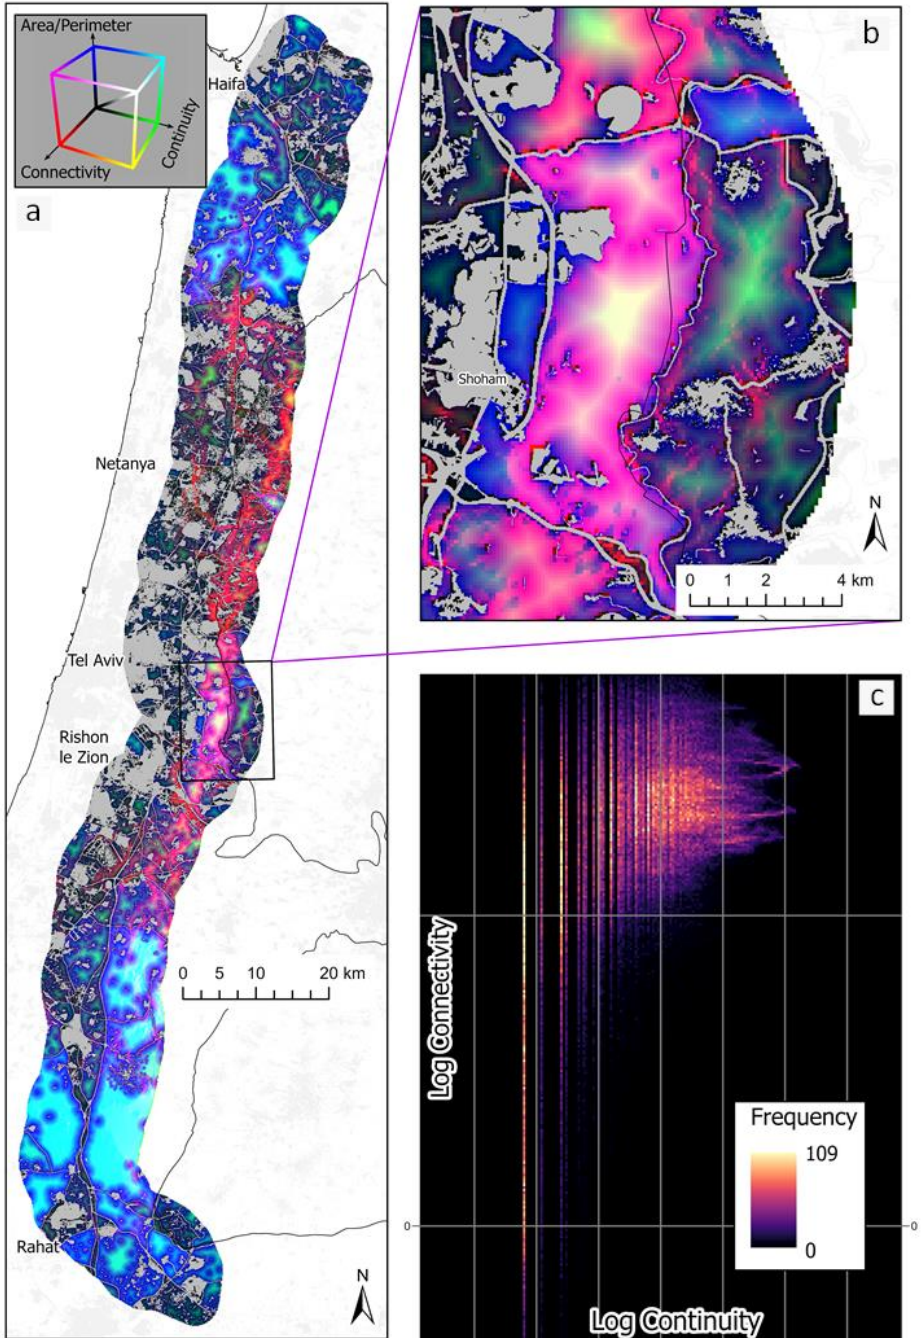 Area/Perimeter
Continuity
Connectivity
a
Haifa
Netanya
Tel Aviv
Rishon
le Zion
0 5 10 20 km
Rahat
N
b
Shoham
N
0 1 2 4 km
c
Log Connectivity
Frequency
109
0
0
0
Log Continuity